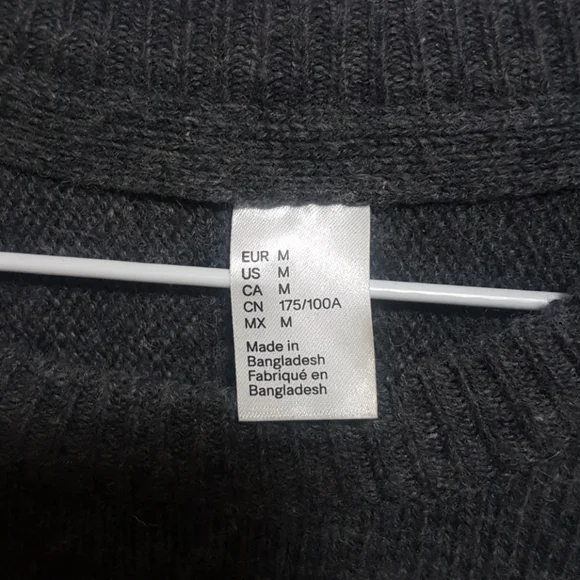 EUR M
US M
CA M
CN 175/100A
MX M
Made in
Bangladesh
Fabriqué en
Bangladesh